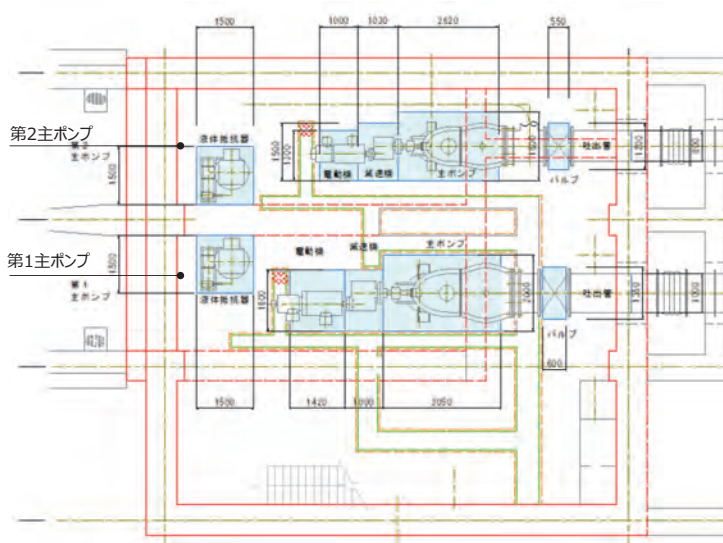 1500
1000
1030
2620
550
第2主ポンプ
第2
主ポンプ
液体抵抗器
1500
1500
1200
電動機
減速機
主ポンプ
バルブ
吐出管
1200
800
第1主ポンプ
第1
主ポンプ
1500
液体抵抗器
電動機
減速機
主ポンプ
1600
2000
バルブ
吐出管
1000
600
1500
1420
1000
3050